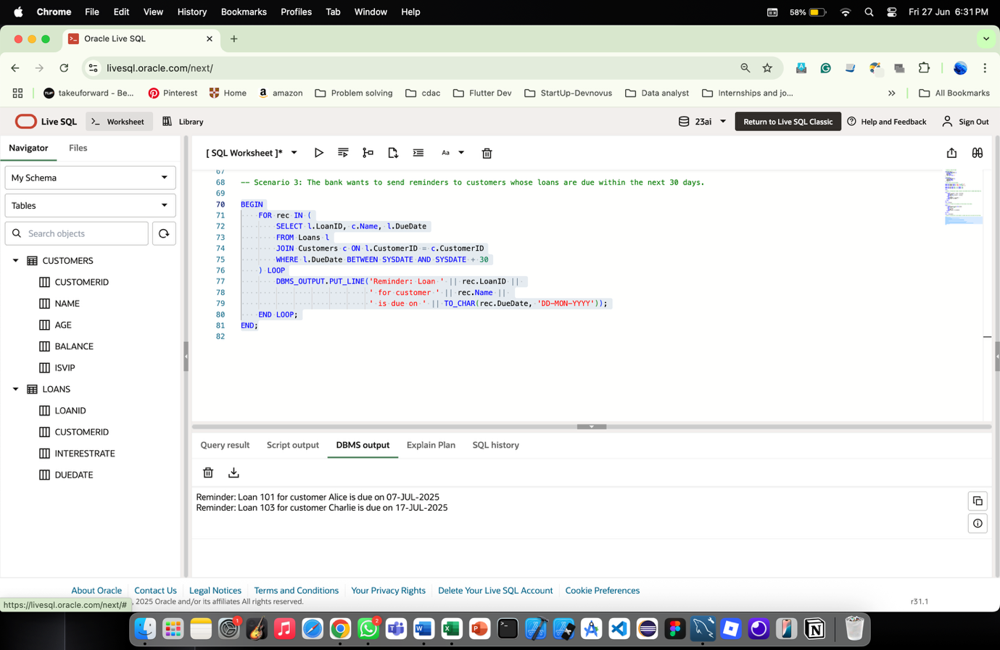 Chrome File Edit View History Bookmarks Profiles Tab Window Help 58% Fri 27 Jun 6:31 PM
Oracle Live SQL
livesql.oracle.com/next/
takeuforward - Be... Pinterest Home amazon Problem solving cdac Flutter Dev StartUp-Devnovus Data analyst Internships and jo... All Bookmarks
Live SQL Worksheet Library 23ai Return to Live SQL Classic Help and Feedback Sign Out
Navigator Files
My Schema
Tables
Search objects
CUSTOMERS
CUSTOMERID
NAME
AGE
BALANCE
ISVIP
LOANS
LOANID
CUSTOMERID
INTERESTRATE
DUEDATE
[ SQL Worksheet ]* Aa
67
68 -- Scenario 3: The bank wants to send reminders to customers whose loans are due within the next 30 days.
69
70 BEGIN
71 FOR rec IN (
72 SELECT l.LoanID, c.Name, l.DueDate
73 FROM Loans l
74 JOIN Customers c ON l.CustomerID = c.CustomerID
75 WHERE l.DueDate BETWEEN SYSDATE AND SYSDATE + 30
76 ) LOOP
77 DBMS_OUTPUT.PUT_LINE('Reminder: Loan ' || rec.LoanID ||
78 ' for customer ' || rec.Name ||
79 ' is due on ' || TO_CHAR(rec.DueDate, 'DD-MON-YYYY'));
80 END LOOP;
81 END;
82
Query result Script output DBMS output Explain Plan SQL history
Reminder: Loan 101 for customer Alice is due on 07-JUL-2025
Reminder: Loan 103 for customer Charlie is due on 17-JUL-2025
About Oracle Contact Us Legal Notices Terms and Conditions Your Privacy Rights Delete Your Live SQL Account Cookie Preferences
https://livesql.oracle.com/next/# , 2025 Oracle and/or its affiliates All rights reserved. r31.1
1
2